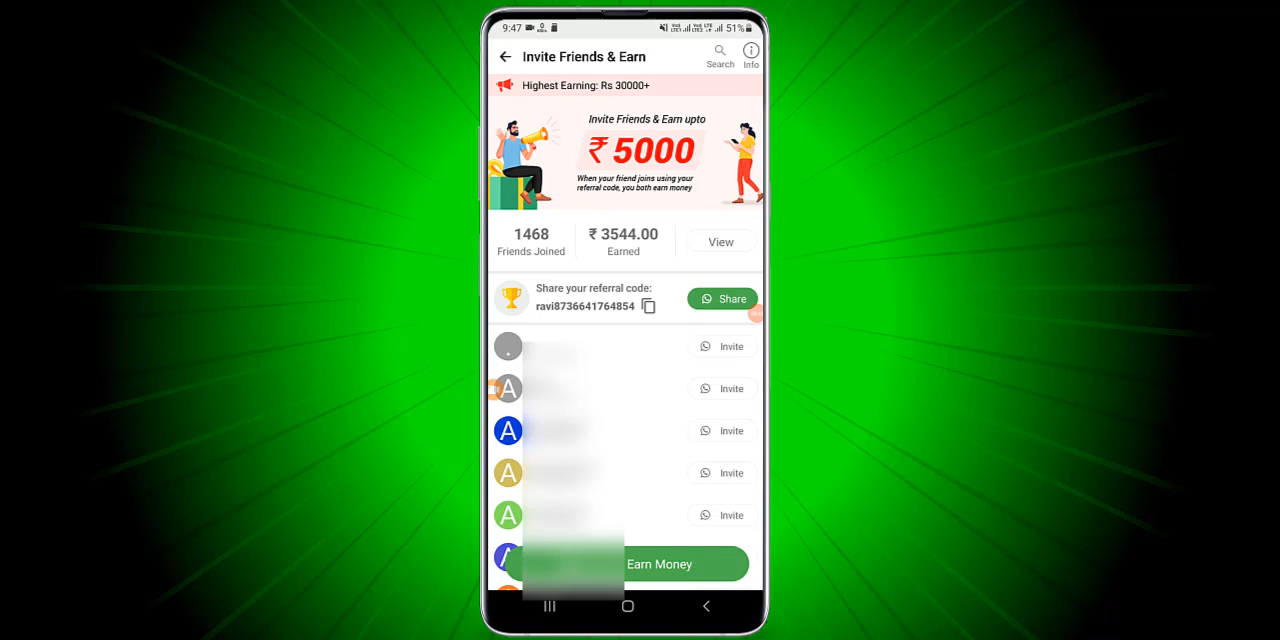 9:47
51%
Invite Friends & Earn
Search
Info
Highest Earning: Rs 30000+
Invite Friends & Earn upto
₹ 5000
When your friend joins using your
referral code, you both earn money
1468
Friends Joined
₹ 3544.00
Earned
View
Share your referral code:
ravi8736641764854
Share
.
Invite
A
Invite
A
Invite
A
Invite
A
Invite
A
Earn Money